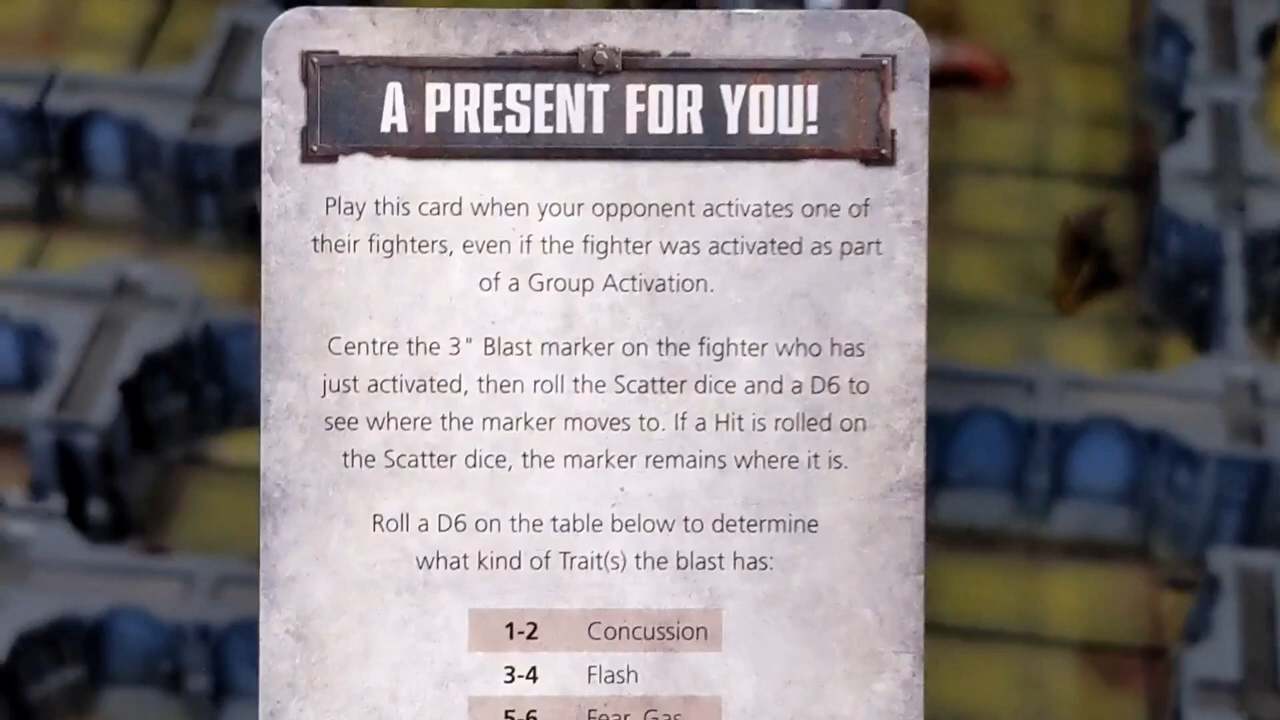 A PRESENT FOR YOU!
Play this card when your opponent activates one of
their fighters, even if the fighter was activated as part
of a Group Activation.
Centre the 3" Blast marker on the fighter who has
just activated, then roll the Scatter dice and a D6 to
see where the marker moves to. If a Hit is rolled on
the Scatter dice, the marker remains where it is.
Roll a D6 on the table below to determine
what kind of Trait(s) the blast has:
1-2 Concussion
3-4 Flash
5-6 Fear, Gas